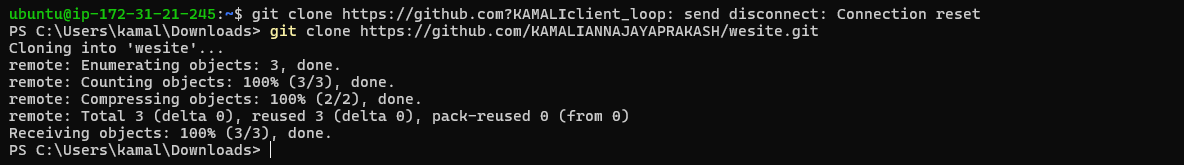 ubuntu@ip-172-31-21-245:~$ git clone https://github.com?KAMALIclient_loop: send disconnect: Connection reset
PS C:\Users\kamal\Downloads> git clone https://github.com/KAMALIANNAJAYAPRAKASH/wesite.git
Cloning into 'wesite'...
remote: Enumerating objects: 3, done.
remote: Counting objects: 100% (3/3), done.
remote: Compressing objects: 100% (2/2), done.
remote: Total 3 (delta 0), reused 3 (delta 0), pack-reused 0 (from 0)
Receiving objects: 100% (3/3), done.
PS C:\Users\kamal\Downloads>